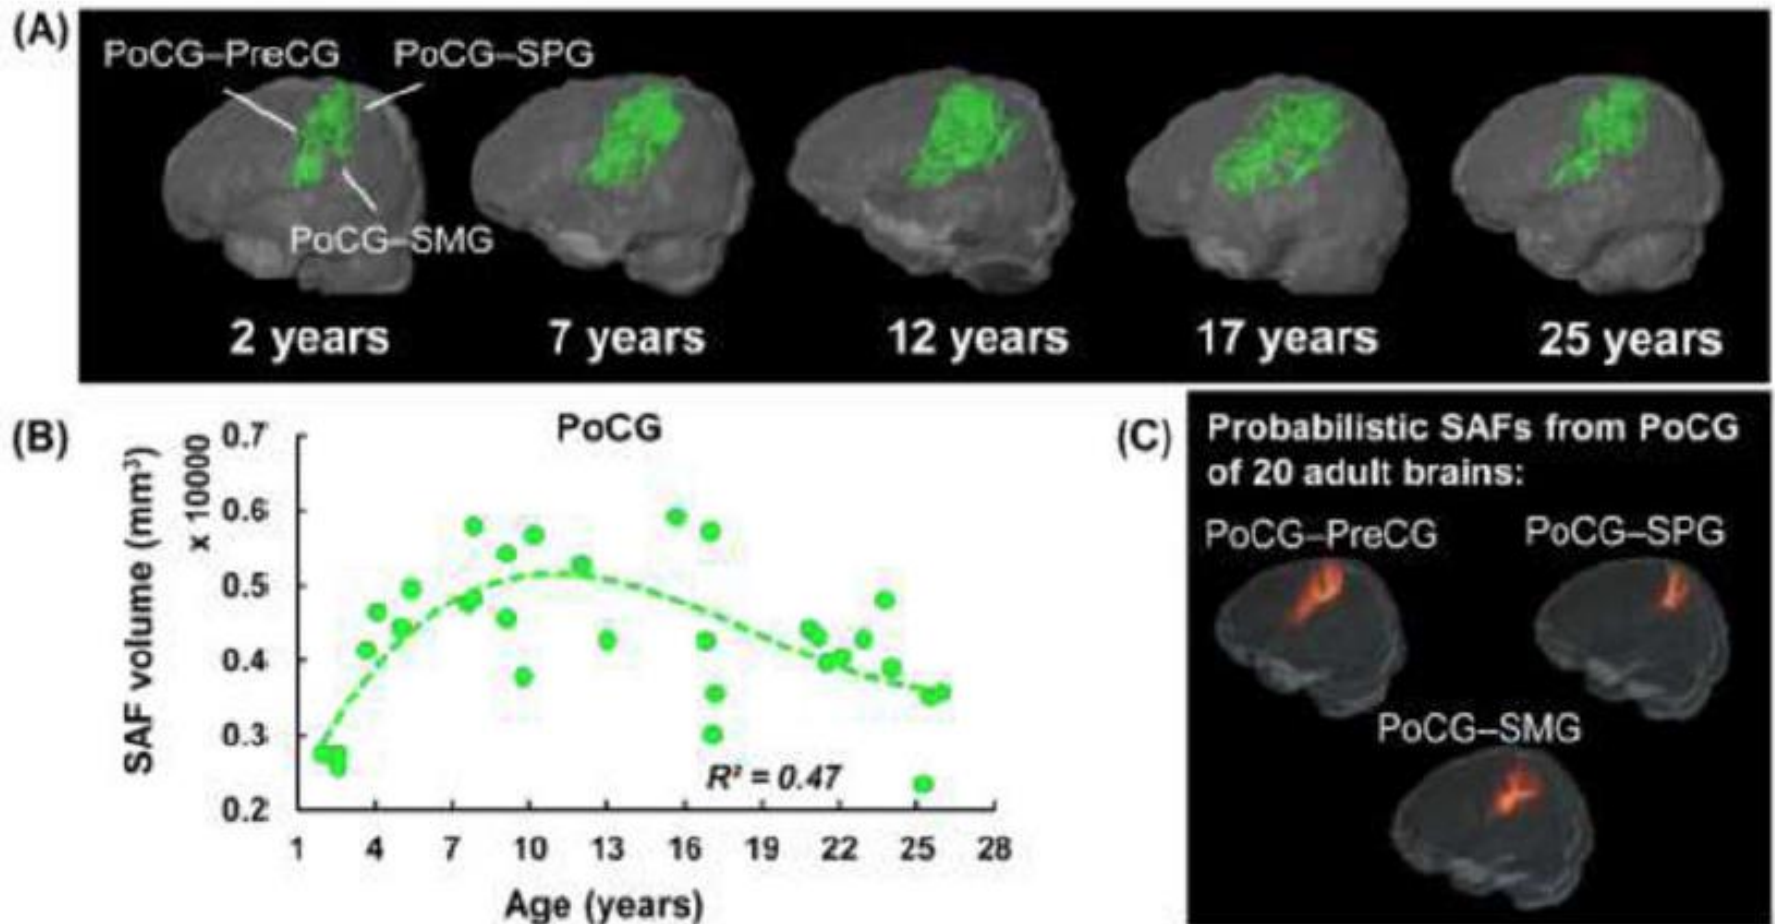 (A)
PoCG–PreCG
PoCG–SPG
PoCG–SMG
2 years
7 years
12 years
17 years
25 years
(B)
PoCG
SAF volume (mm³)
x 10000
0.7
0.6
0.5
0.4
0.3
0.2
R² = 0.47
1 4 7 10 13 16 19 22 25 28
Age (years)
(C)
Probabilistic SAFs from PoCG
of 20 adult brains:
PoCG–PreCG
PoCG–SPG
PoCG–SMG